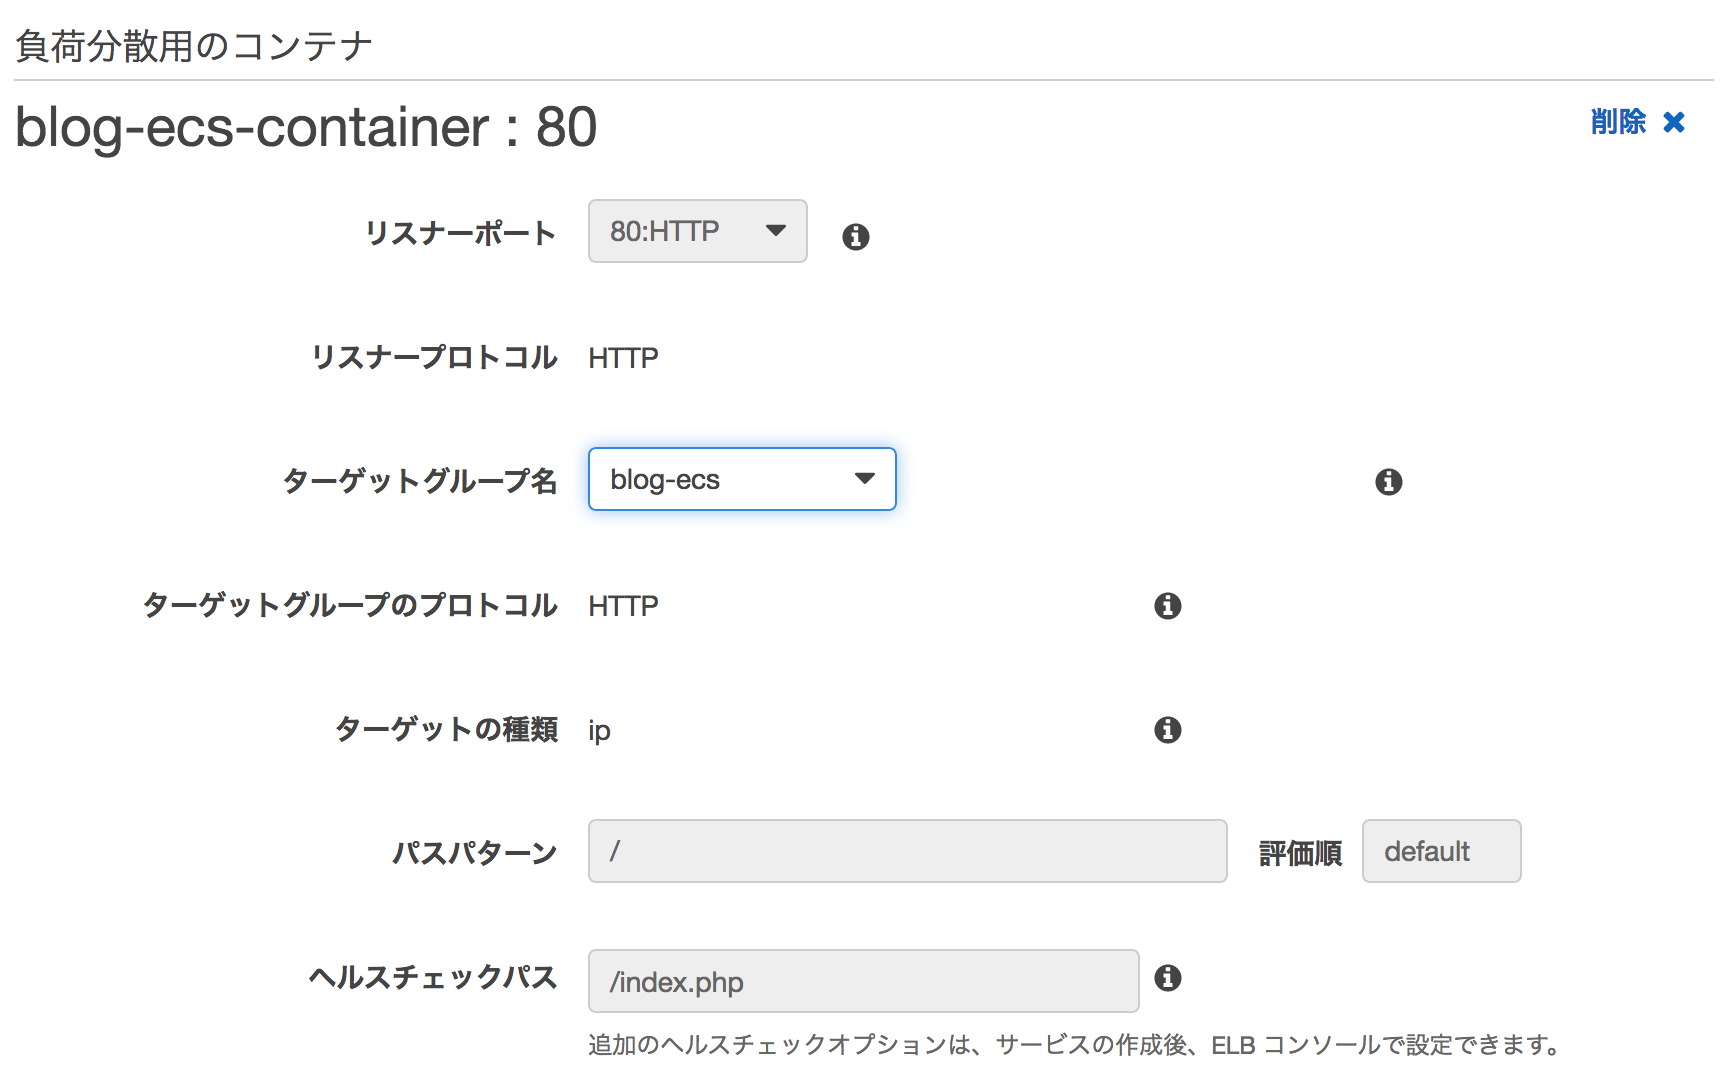 負荷分散用のコンテナ
blog-ecs-container : 80
削除
リスナーポート 80:HTTP
リスナープロトコル HTTP
ターゲットグループ名 blog-ecs
ターゲットグループのプロトコル HTTP
ターゲットの種類 ip
パスパターン / 評価順 default
ヘルスチェックパス /index.php
追加のヘルスチェックオプションは、サービスの作成後、ELB コンソールで設定できます。